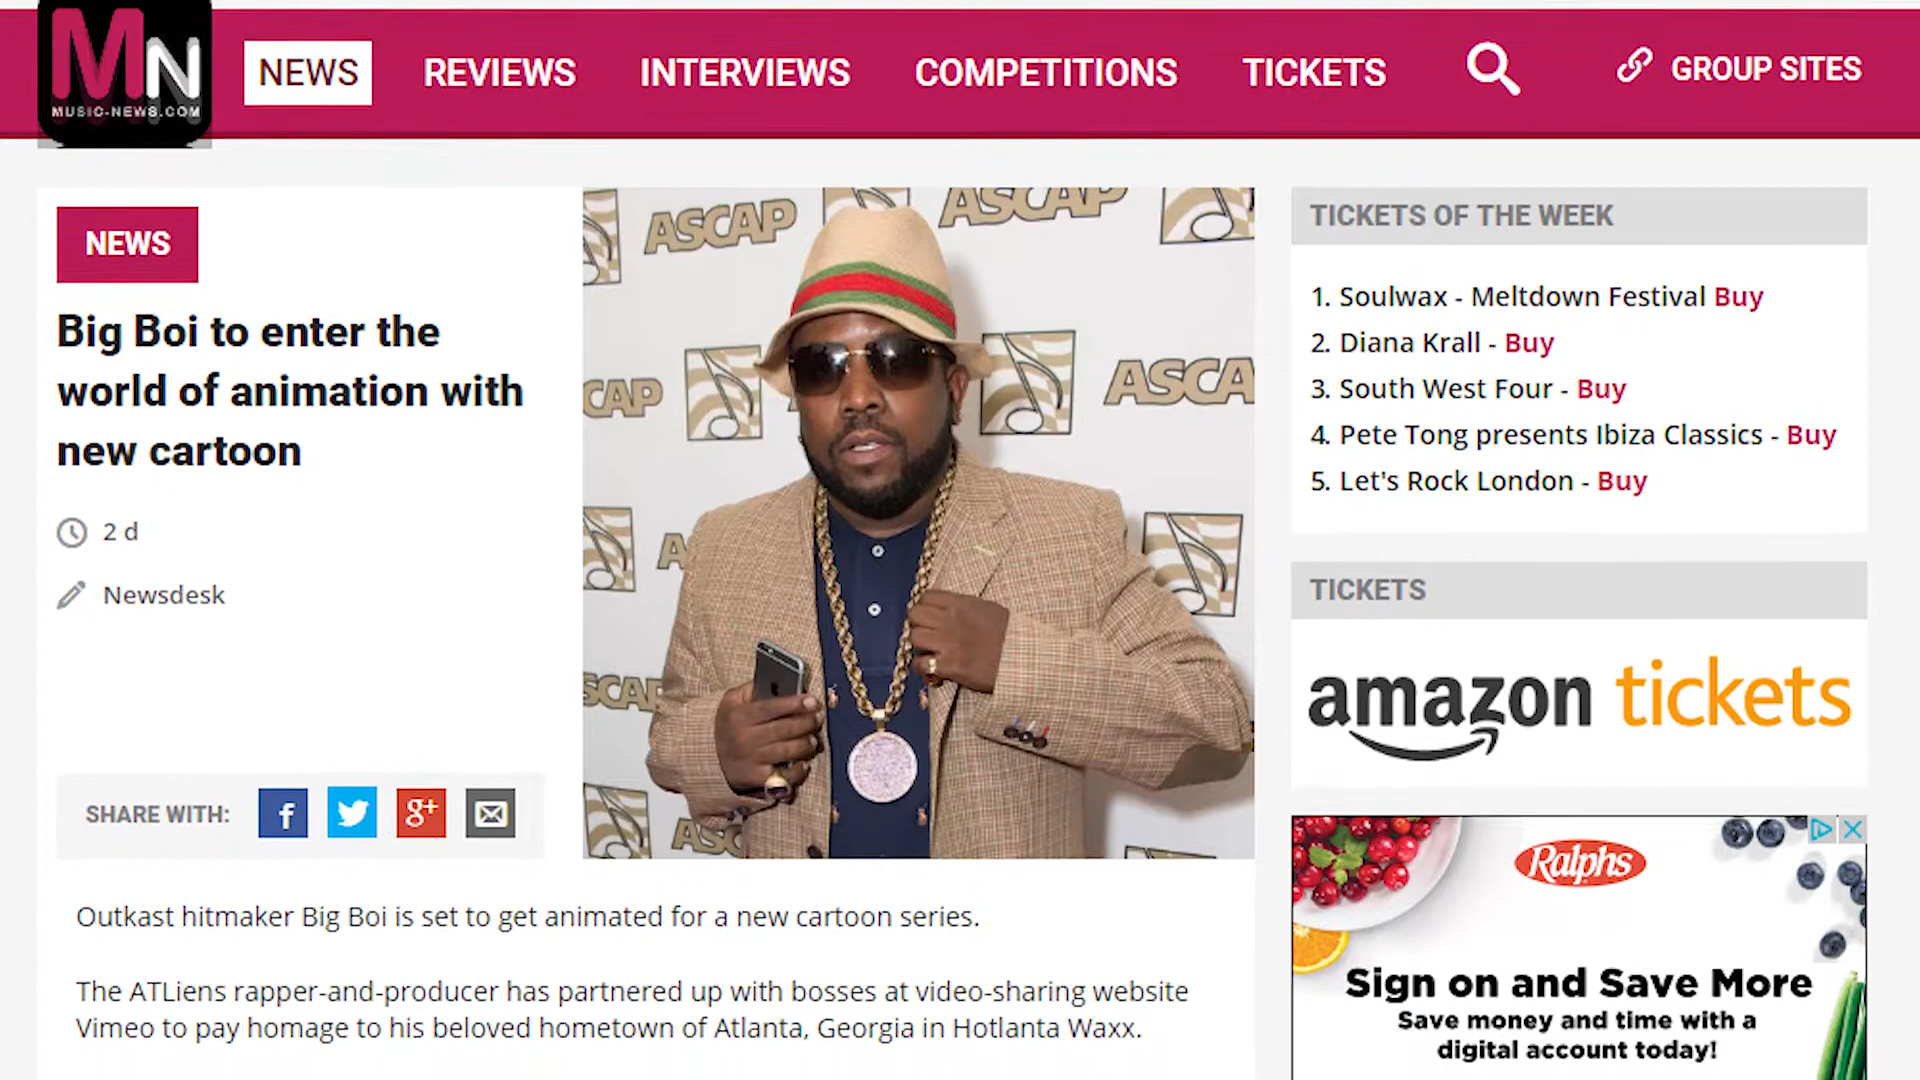 MN
MUSIC-NEWS.COM
NEWS
REVIEWS
INTERVIEWS
COMPETITIONS
TICKETS
GROUP SITES
NEWS
Big Boi to enter the
world of animation with
new cartoon
2 d
Newsdesk
SHARE WITH:
f
g+
ASCAP
ASCAP
CAP
ASCA
A
SCAP
ASC
TICKETS OF THE WEEK
1. Soulwax - Meltdown Festival Buy
2. Diana Krall - Buy
3. South West Four - Buy
4. Pete Tong presents Ibiza Classics - Buy
5. Let's Rock London - Buy
TICKETS
amazon tickets
Ralphs
Sign on and Save More
Save money and time with a
digital account today!
Outkast hitmaker Big Boi is set to get animated for a new cartoon series.
The ATLiens rapper-and-producer has partnered up with bosses at video-sharing website
Vimeo to pay homage to his beloved hometown of Atlanta, Georgia in Hotlanta Waxx.